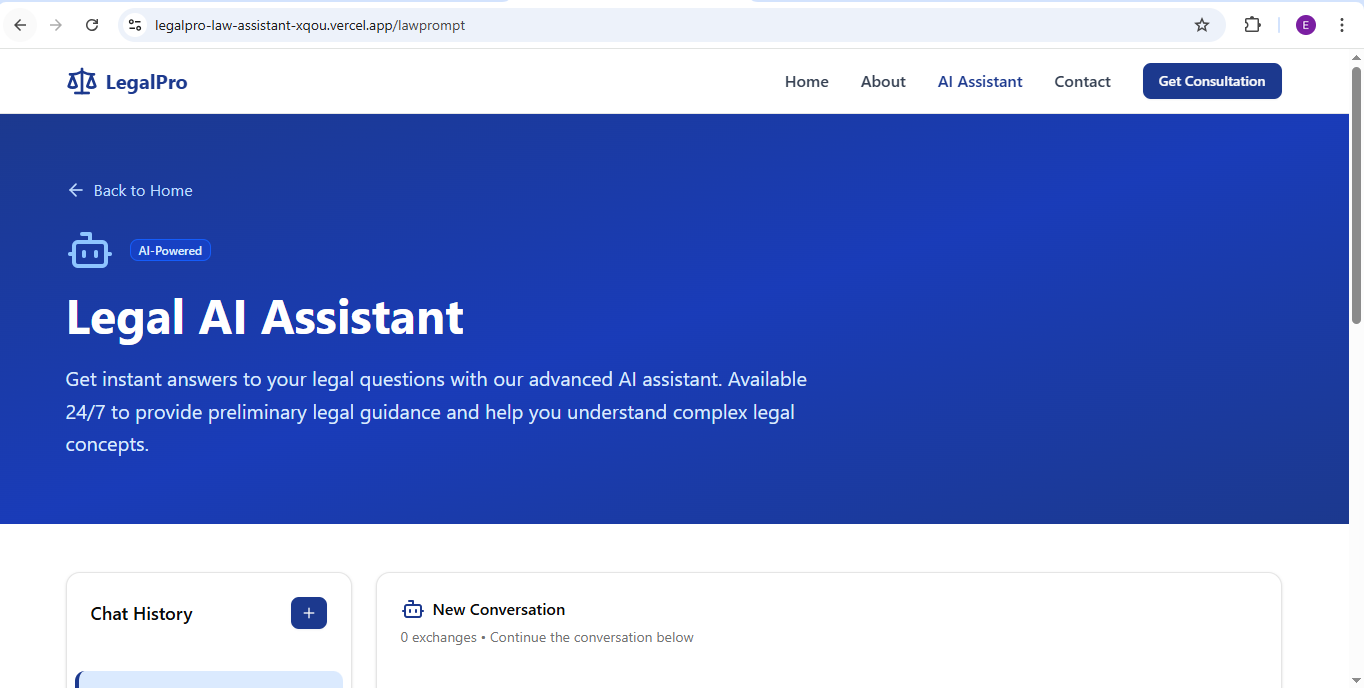 legalpro-law-assistant-xqou.vercel.app/lawprompt
E
LegalPro
Home About AI Assistant Contact Get Consultation
Back to Home
AI-Powered
Legal AI Assistant
Get instant answers to your legal questions with our advanced AI assistant. Available
24/7 to provide preliminary legal guidance and help you understand complex legal
concepts.
Chat History
+
New Conversation
0 exchanges • Continue the conversation below